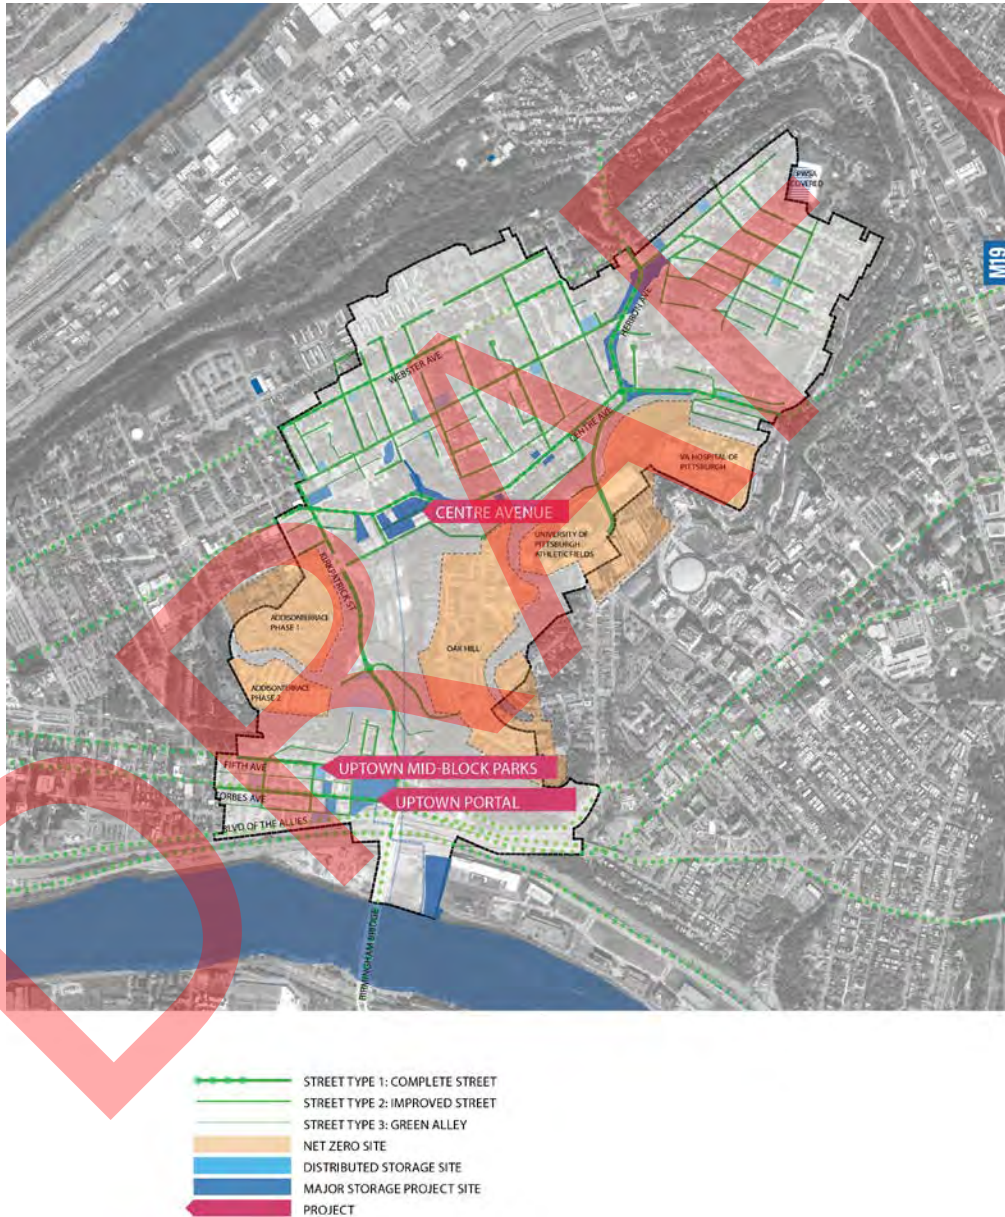 PWSA
COVERED
M19
HERRON AVE
WEBSTER AVE
CENTRE AVE
VA HOSPITAL OF
PITTSBURGH
CENTRE AVENUE
UNIVERSITY OF
PITTSBURGH
ATHLETIC FIELDS
KIRKPATRICK ST
ADDISON TERRACE
PHASE 1
OAK HILL
ADDISON TERRACE
PHASE 2
FIFTH AVE
UPTOWN MID-BLOCK PARKS
FORBES AVE
UPTOWN PORTAL
BLVD OF THE ALLIES
BIRMINGHAM BRIDGE
DRAFT
STREET TYPE 1: COMPLETE STREET
STREET TYPE 2: IMPROVED STREET
STREET TYPE 3: GREEN ALLEY
NET ZERO SITE
DISTRIBUTED STORAGE SITE
MAJOR STORAGE PROJECT SITE
PROJECT